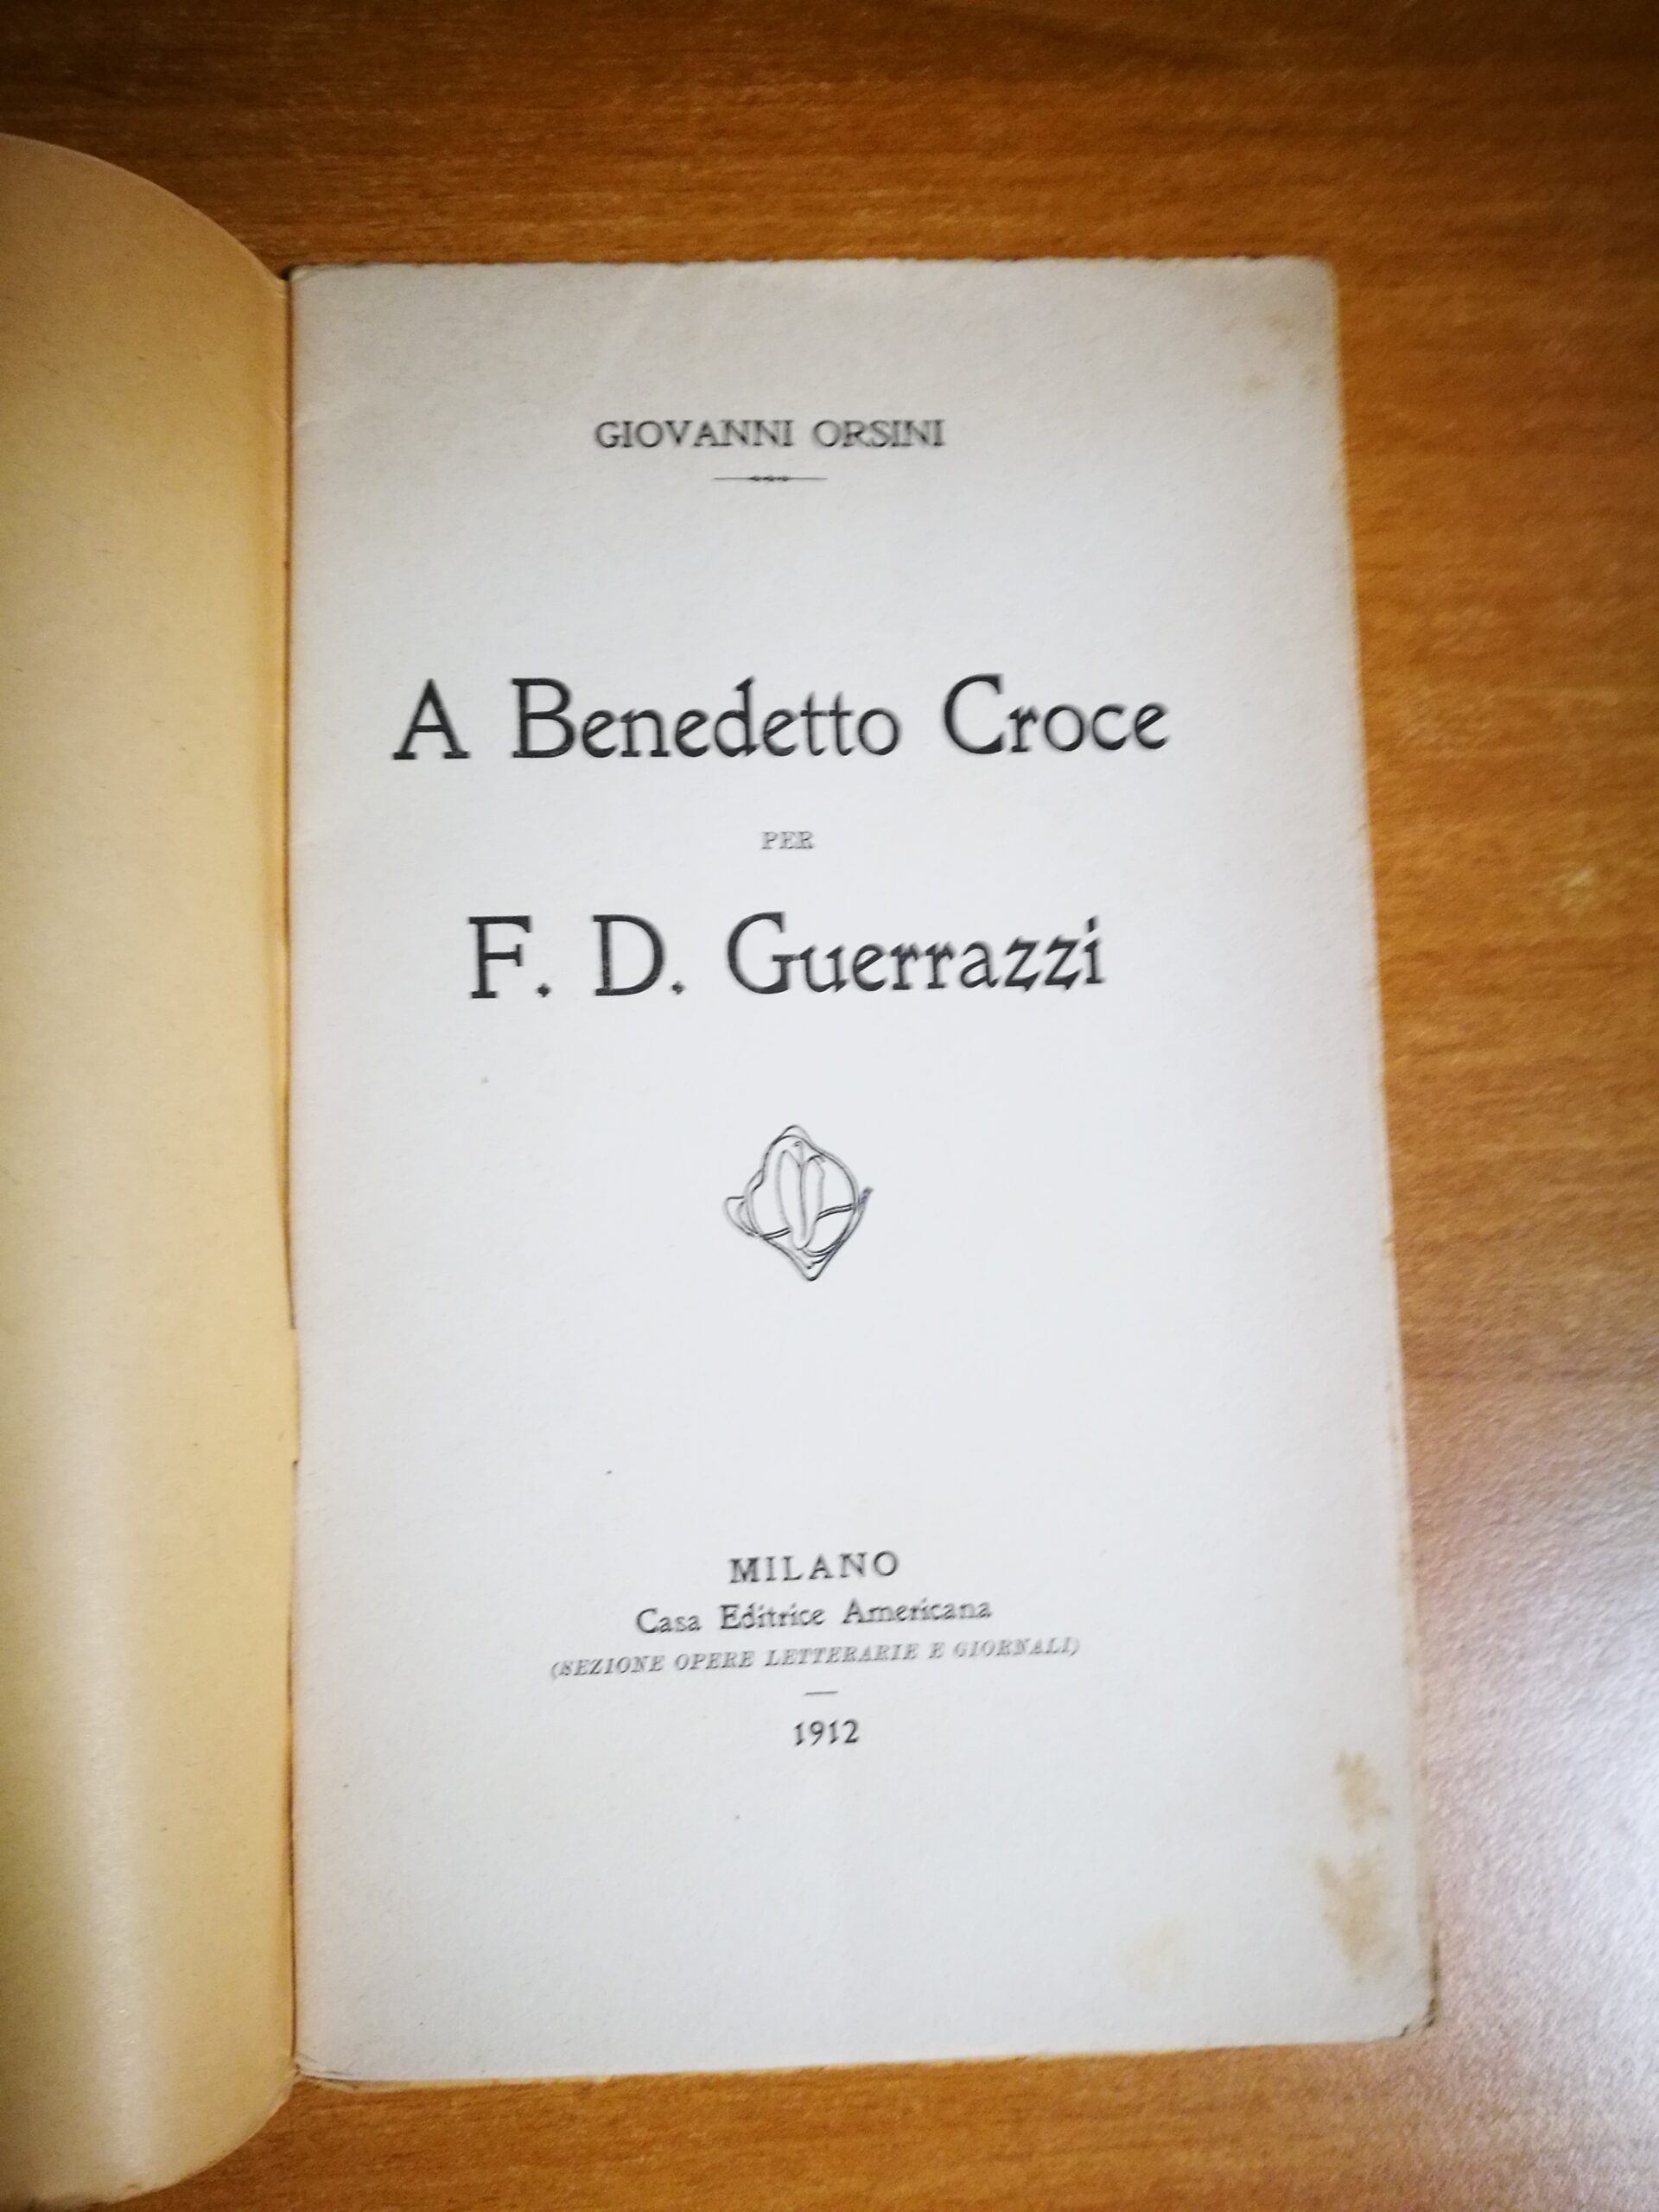 GIOVANNI ORSINI
A Benedetto Croce
PER
F. D. Guerrazzi
MILANO
Casa Editrice Americana
(SEZIONE OPERE LETTERARIE E GIORNALI)
1912